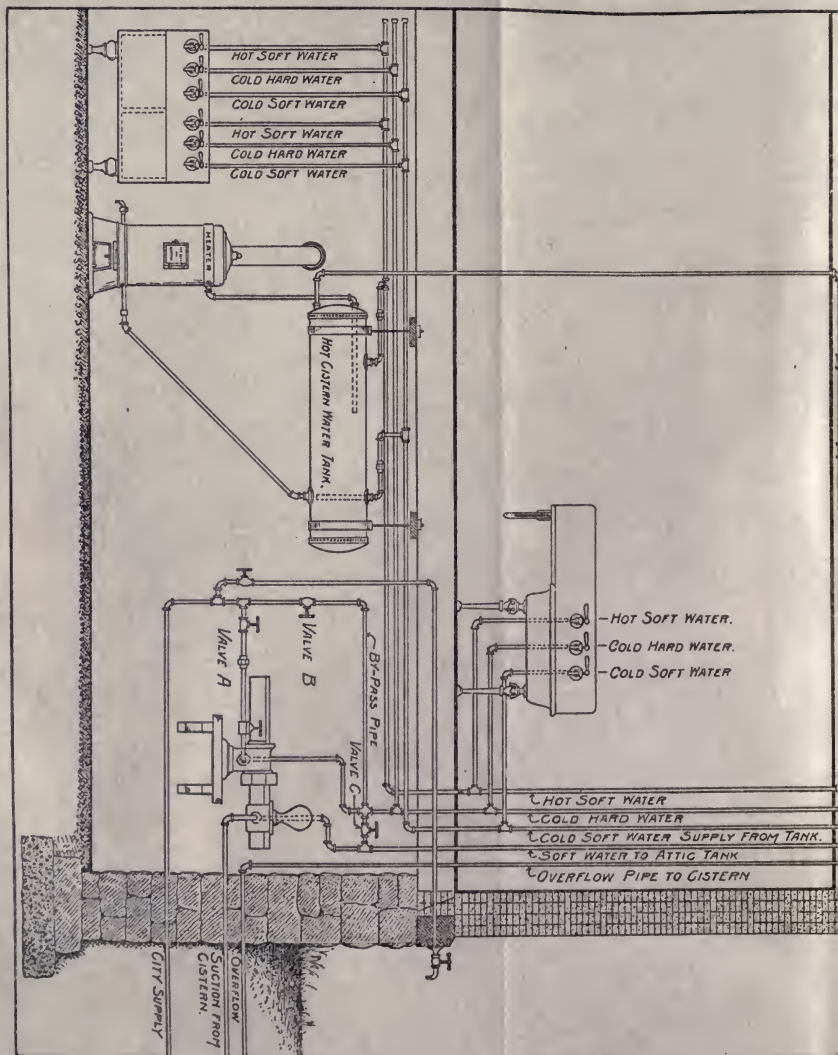 HOT SOFT WATER
COLD HARD WATER
COLD SOFT WATER
HOT SOFT WATER
COLD HARD WATER
COLD SOFT WATER
HEATER
HOT CISTERN WATER TANK.
HOT SOFT WATER.
COLD HARD WATER.
COLD SOFT WATER
VALVE B
VALVE A
BY-PASS PIPE
VALVE C
HOT SOFT WATER
COLD HARD WATER
COLD SOFT WATER SUPPLY FROM TANK.
SOFT WATER TO ATTIC TANK
OVERFLOW PIPE TO CISTERN
CITY SUPPLY
SUCTION FROM
CISTERN.
OVERFLOW